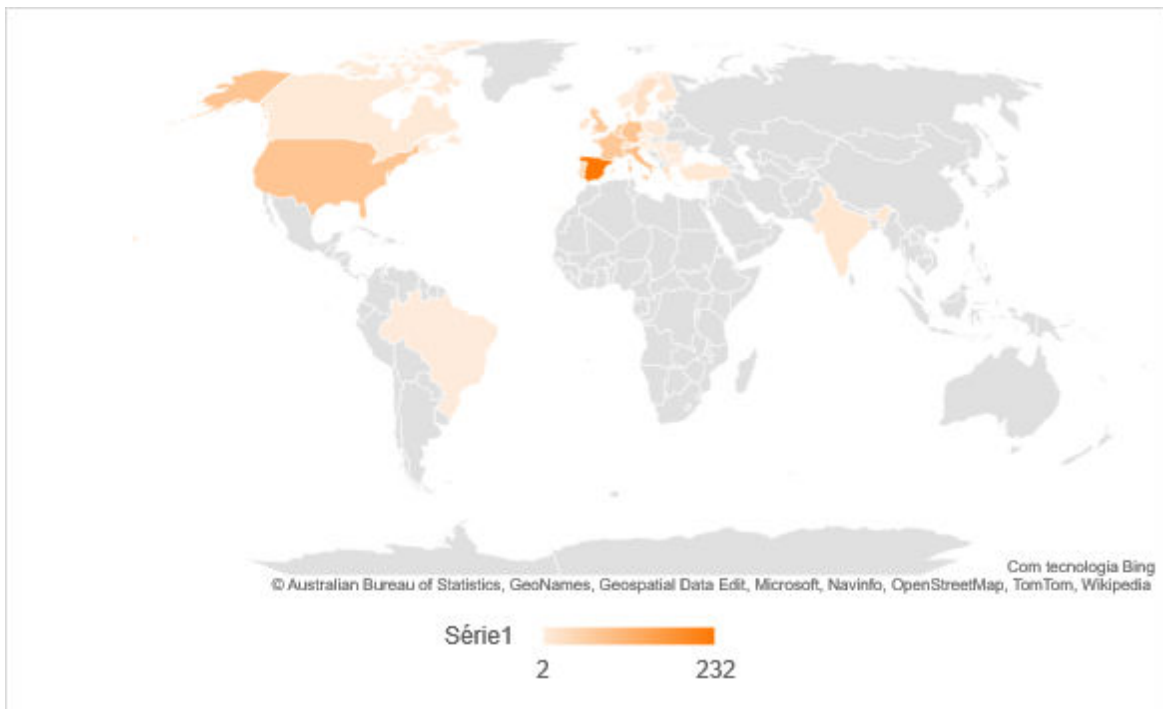 Com tecnologia Bing
© Australian Bureau of Statistics, GeoNames, Geospatial Data Edit, Microsoft, Navinfo, OpenStreetMap, TomTom, Wikipedia
Série1
2 232